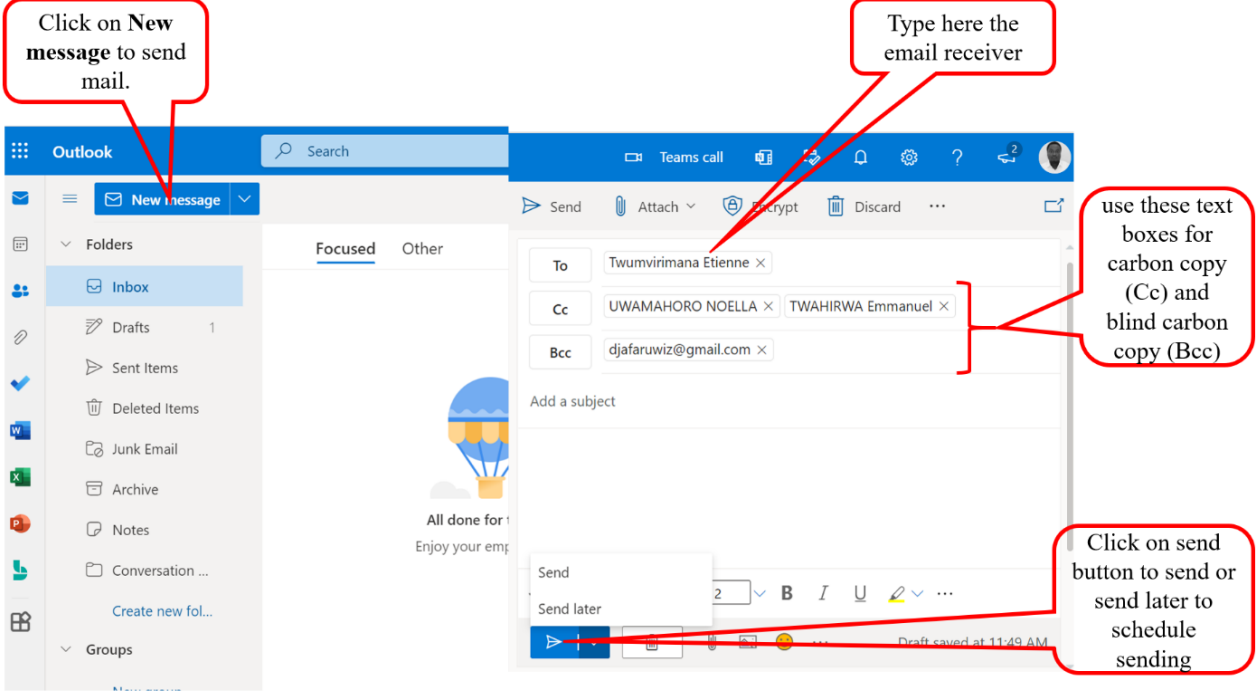 Click on New
message to send
mail.
Type here the
email receiver
Outlook
Search
Teams call
2
New message
Send
Attach
Encrypt
Discard
use these text
boxes for
carbon copy
(Cc) and
blind carbon
copy (Bcc)
Folders
Focused Other
To
Twumvirimana Etienne
Inbox
Cc
UWAMAHORO NOELLA TWAHIRWA Emmanuel
Drafts 1
Bcc
djafaruwiz@gmail.com
Sent Items
Add a subject
Deleted Items
Junk Email
Archive
Notes
Conversation ...
Create new fol...
Groups
New group
All done for
Enjoy your
Send
Send later
2
B I U
Draft saved at 11:49 AM
Click on send
button to send or
send later to
schedule
sending